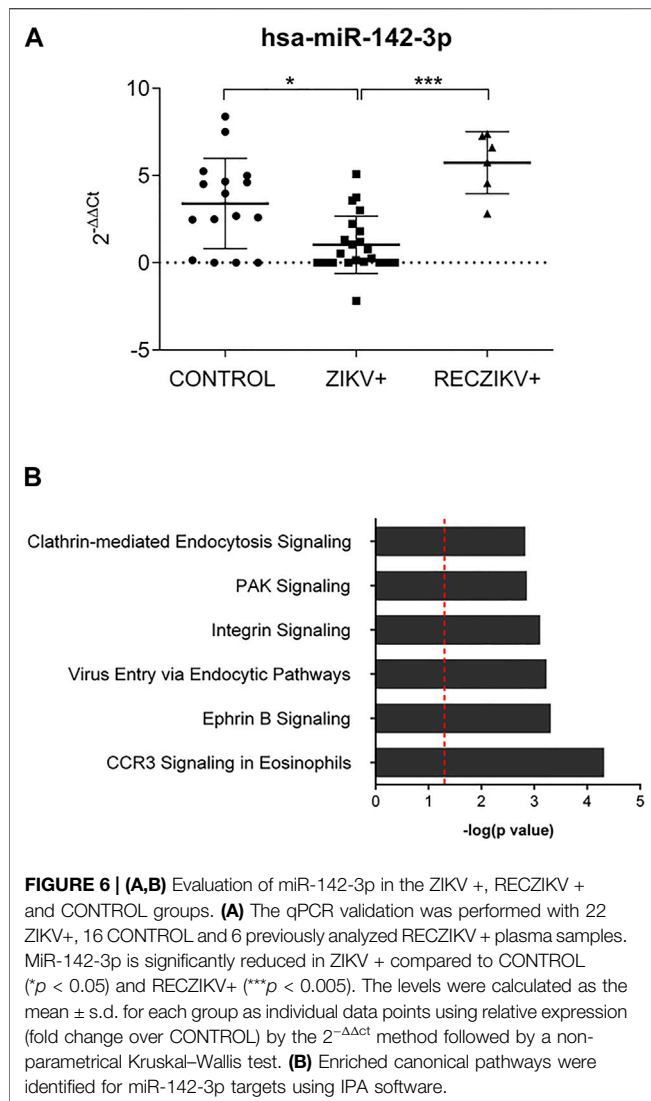 A
hsa-miR-142-3p
* ***
10
5
0
-5
2^-ΔΔCt
CONTROL ZIKV+ RECZIKV+
B
Clathrin-mediated Endocytosis Signaling
PAK Signaling
Integrin Signaling
Virus Entry via Endocytic Pathways
Ephrin B Signaling
CCR3 Signaling in Eosinophils
0 1 2 3 4 5
-log(p value)
FIGURE 6 | (A,B) Evaluation of miR-142-3p in the ZIKV +, RECZIKV +
and CONTROL groups. (A) The qPCR validation was performed with 22
ZIKV+, 16 CONTROL and 6 previously analyzed RECZIKV + plasma samples.
MiR-142-3p is significantly reduced in ZIKV + compared to CONTROL
(*p < 0.05) and RECZIKV+ (***p < 0.005). The levels were calculated as the
mean ± s.d. for each group as individual data points using relative expression
(fold change over CONTROL) by the 2^−ΔΔct method followed by a non-
parametrical Kruskal–Wallis test. (B) Enriched canonical pathways were
identified for miR-142-3p targets using IPA software.